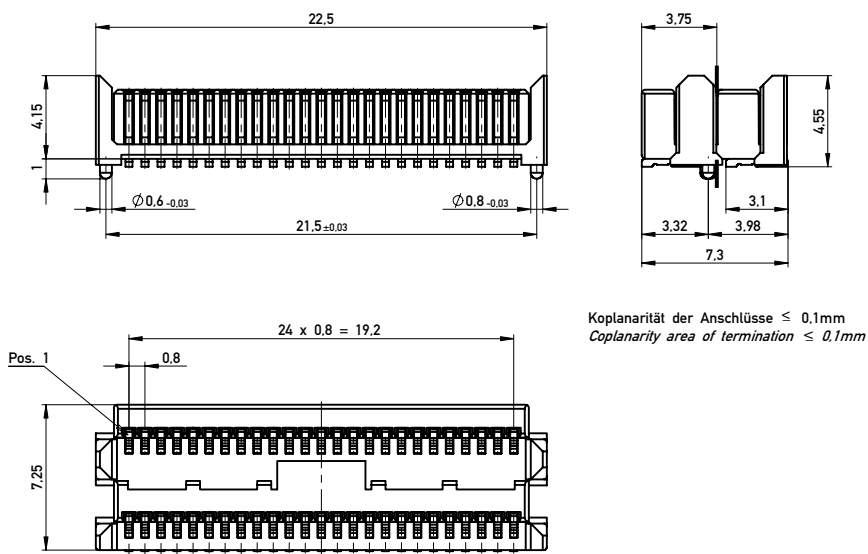 22,5
3,75
4,15
1
4,55
Ø0,6 -0,03
Ø0,8 -0,03
21,5 ±0,03
3,1
3,32
3,98
7,3
Koplanarität der Anschlüsse ≤ 0,1mm
Coplanarity area of termination ≤ 0,1mm
24 x 0,8 = 19,2
Pos. 1
0,8
7,25